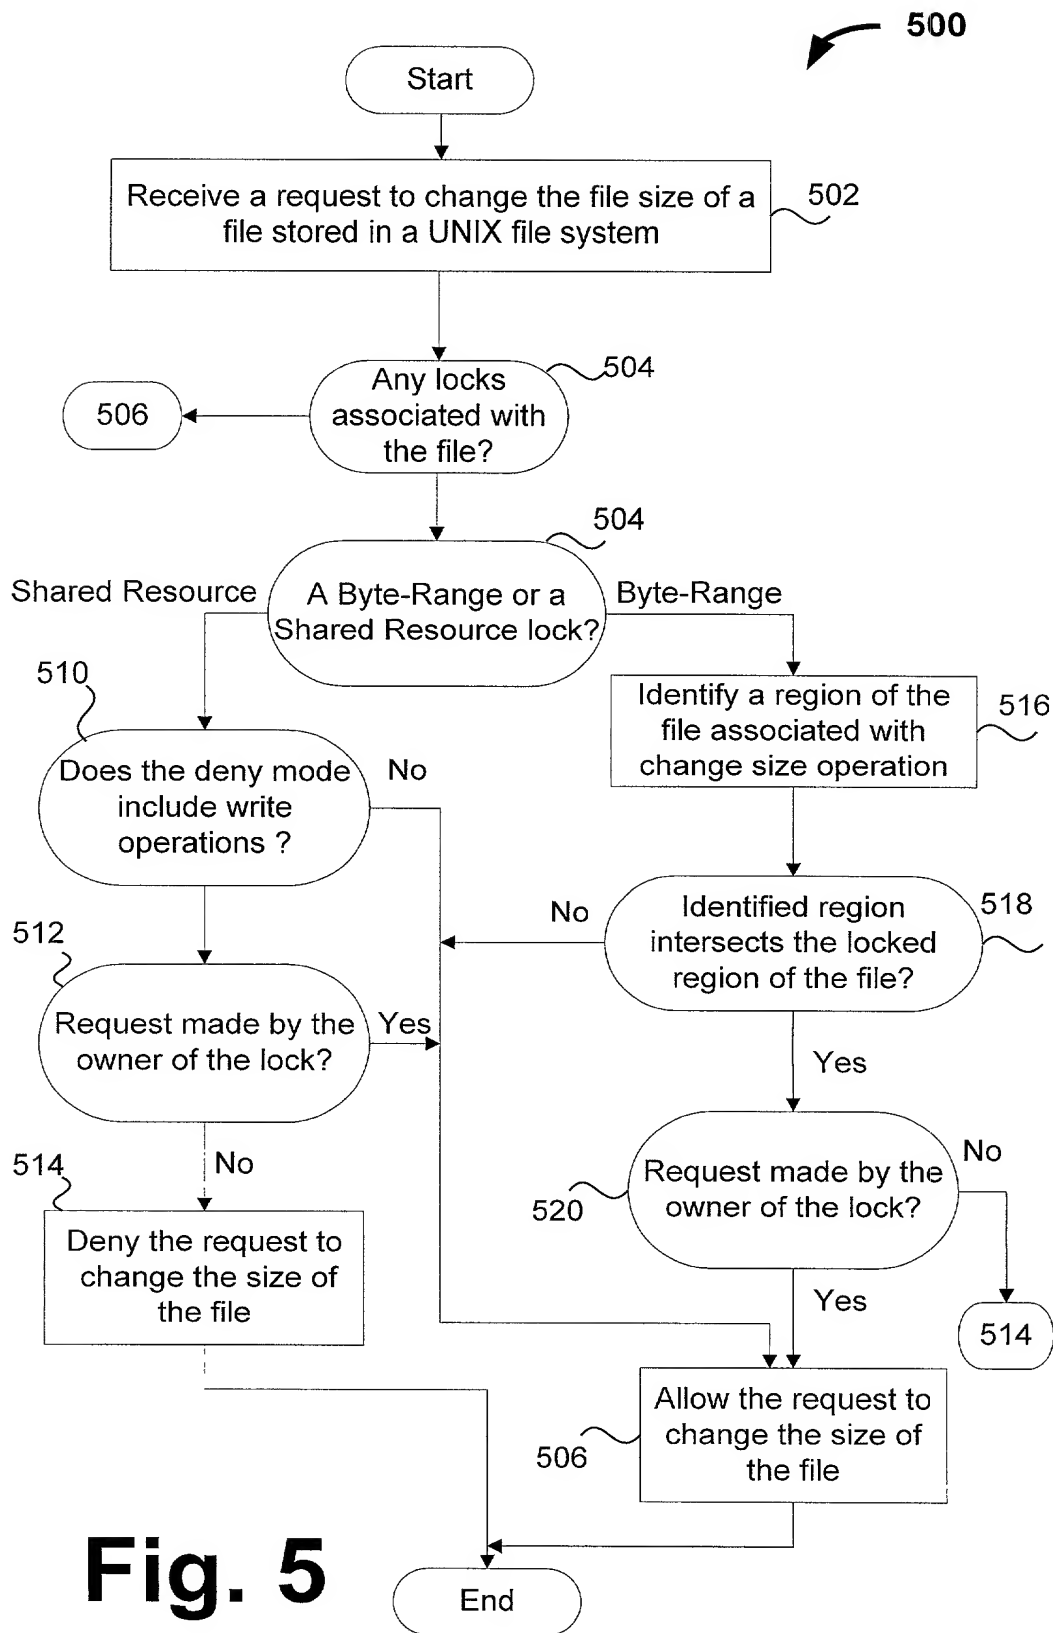 500
Start
Receive a request to change the file size of a
file stored in a UNIX file system
502
Any locks
associated with
the file?
504
506
504
A Byte-Range or a
Shared Resource lock?
Shared Resource
Byte-Range
510
Does the deny mode
include write
operations ?
No
Identify a region of the
file associated with
change size operation
516
512
Request made by the
owner of the lock?
Yes
No
Identified region
intersects the locked
region of the file?
518
Yes
No
514
Deny the request to
change the size of
the file
Request made by the
owner of the lock?
520
No
Yes
514
Allow the request to
change the size of
the file
506
End
Fig. 5